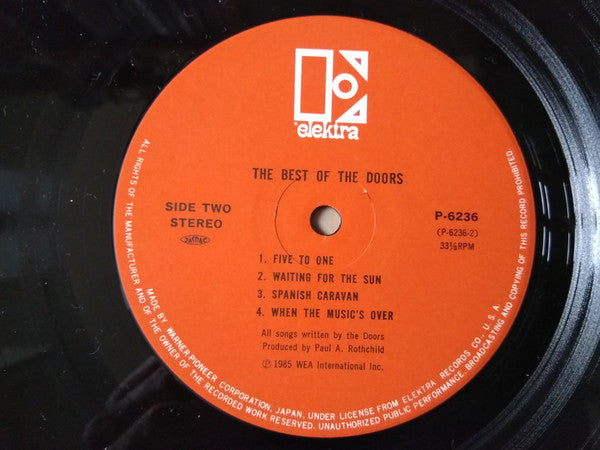 elektra
THE BEST OF THE DOORS
SIDE TWO
STEREO
JASRAC
P-6236
(P-6236-2)
33⅓RPM
1. FIVE TO ONE
2. WAITING FOR THE SUN
3. SPANISH CARAVAN
4. WHEN THE MUSIC'S OVER
All songs written by the Doors
Produced by Paul A. Rothchild
Ⓟ 1985 WEA International Inc.
MADE BY WARNER-PIONEER CORPORATION, JAPAN, UNDER LICENSE FROM ELEKTRA RECORDS CO., U.S.A.
ALL RIGHTS OF THE MANUFACTURER AND OF THE OWNER OF THE RECORDED WORK RESERVED. UNAUTHORIZED PUBLIC PERFORMANCE, BROADCASTING AND COPYING OF THIS RECORD PROHIBITED.